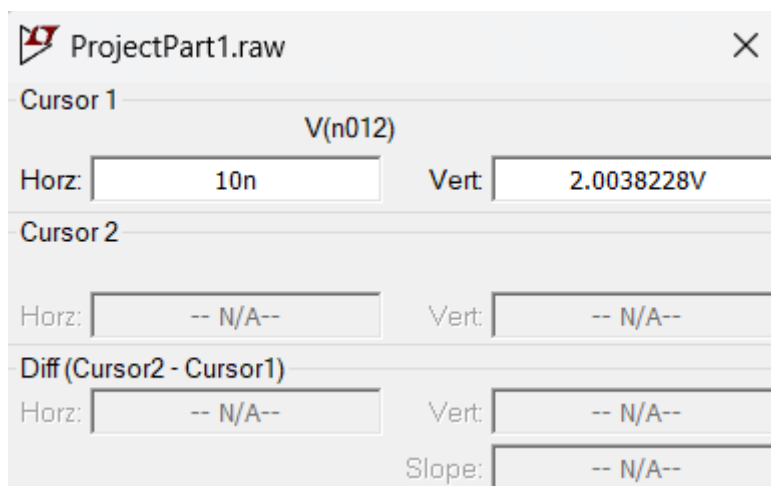 ProjectPart1.raw
Cursor 1
V(n012)
Horz: 10n Vert: 2.0038228V
Cursor 2
Horz: -- N/A-- Vert: -- N/A--
Diff (Cursor2 - Cursor1)
Horz: -- N/A-- Vert: -- N/A--
Slope: -- N/A--